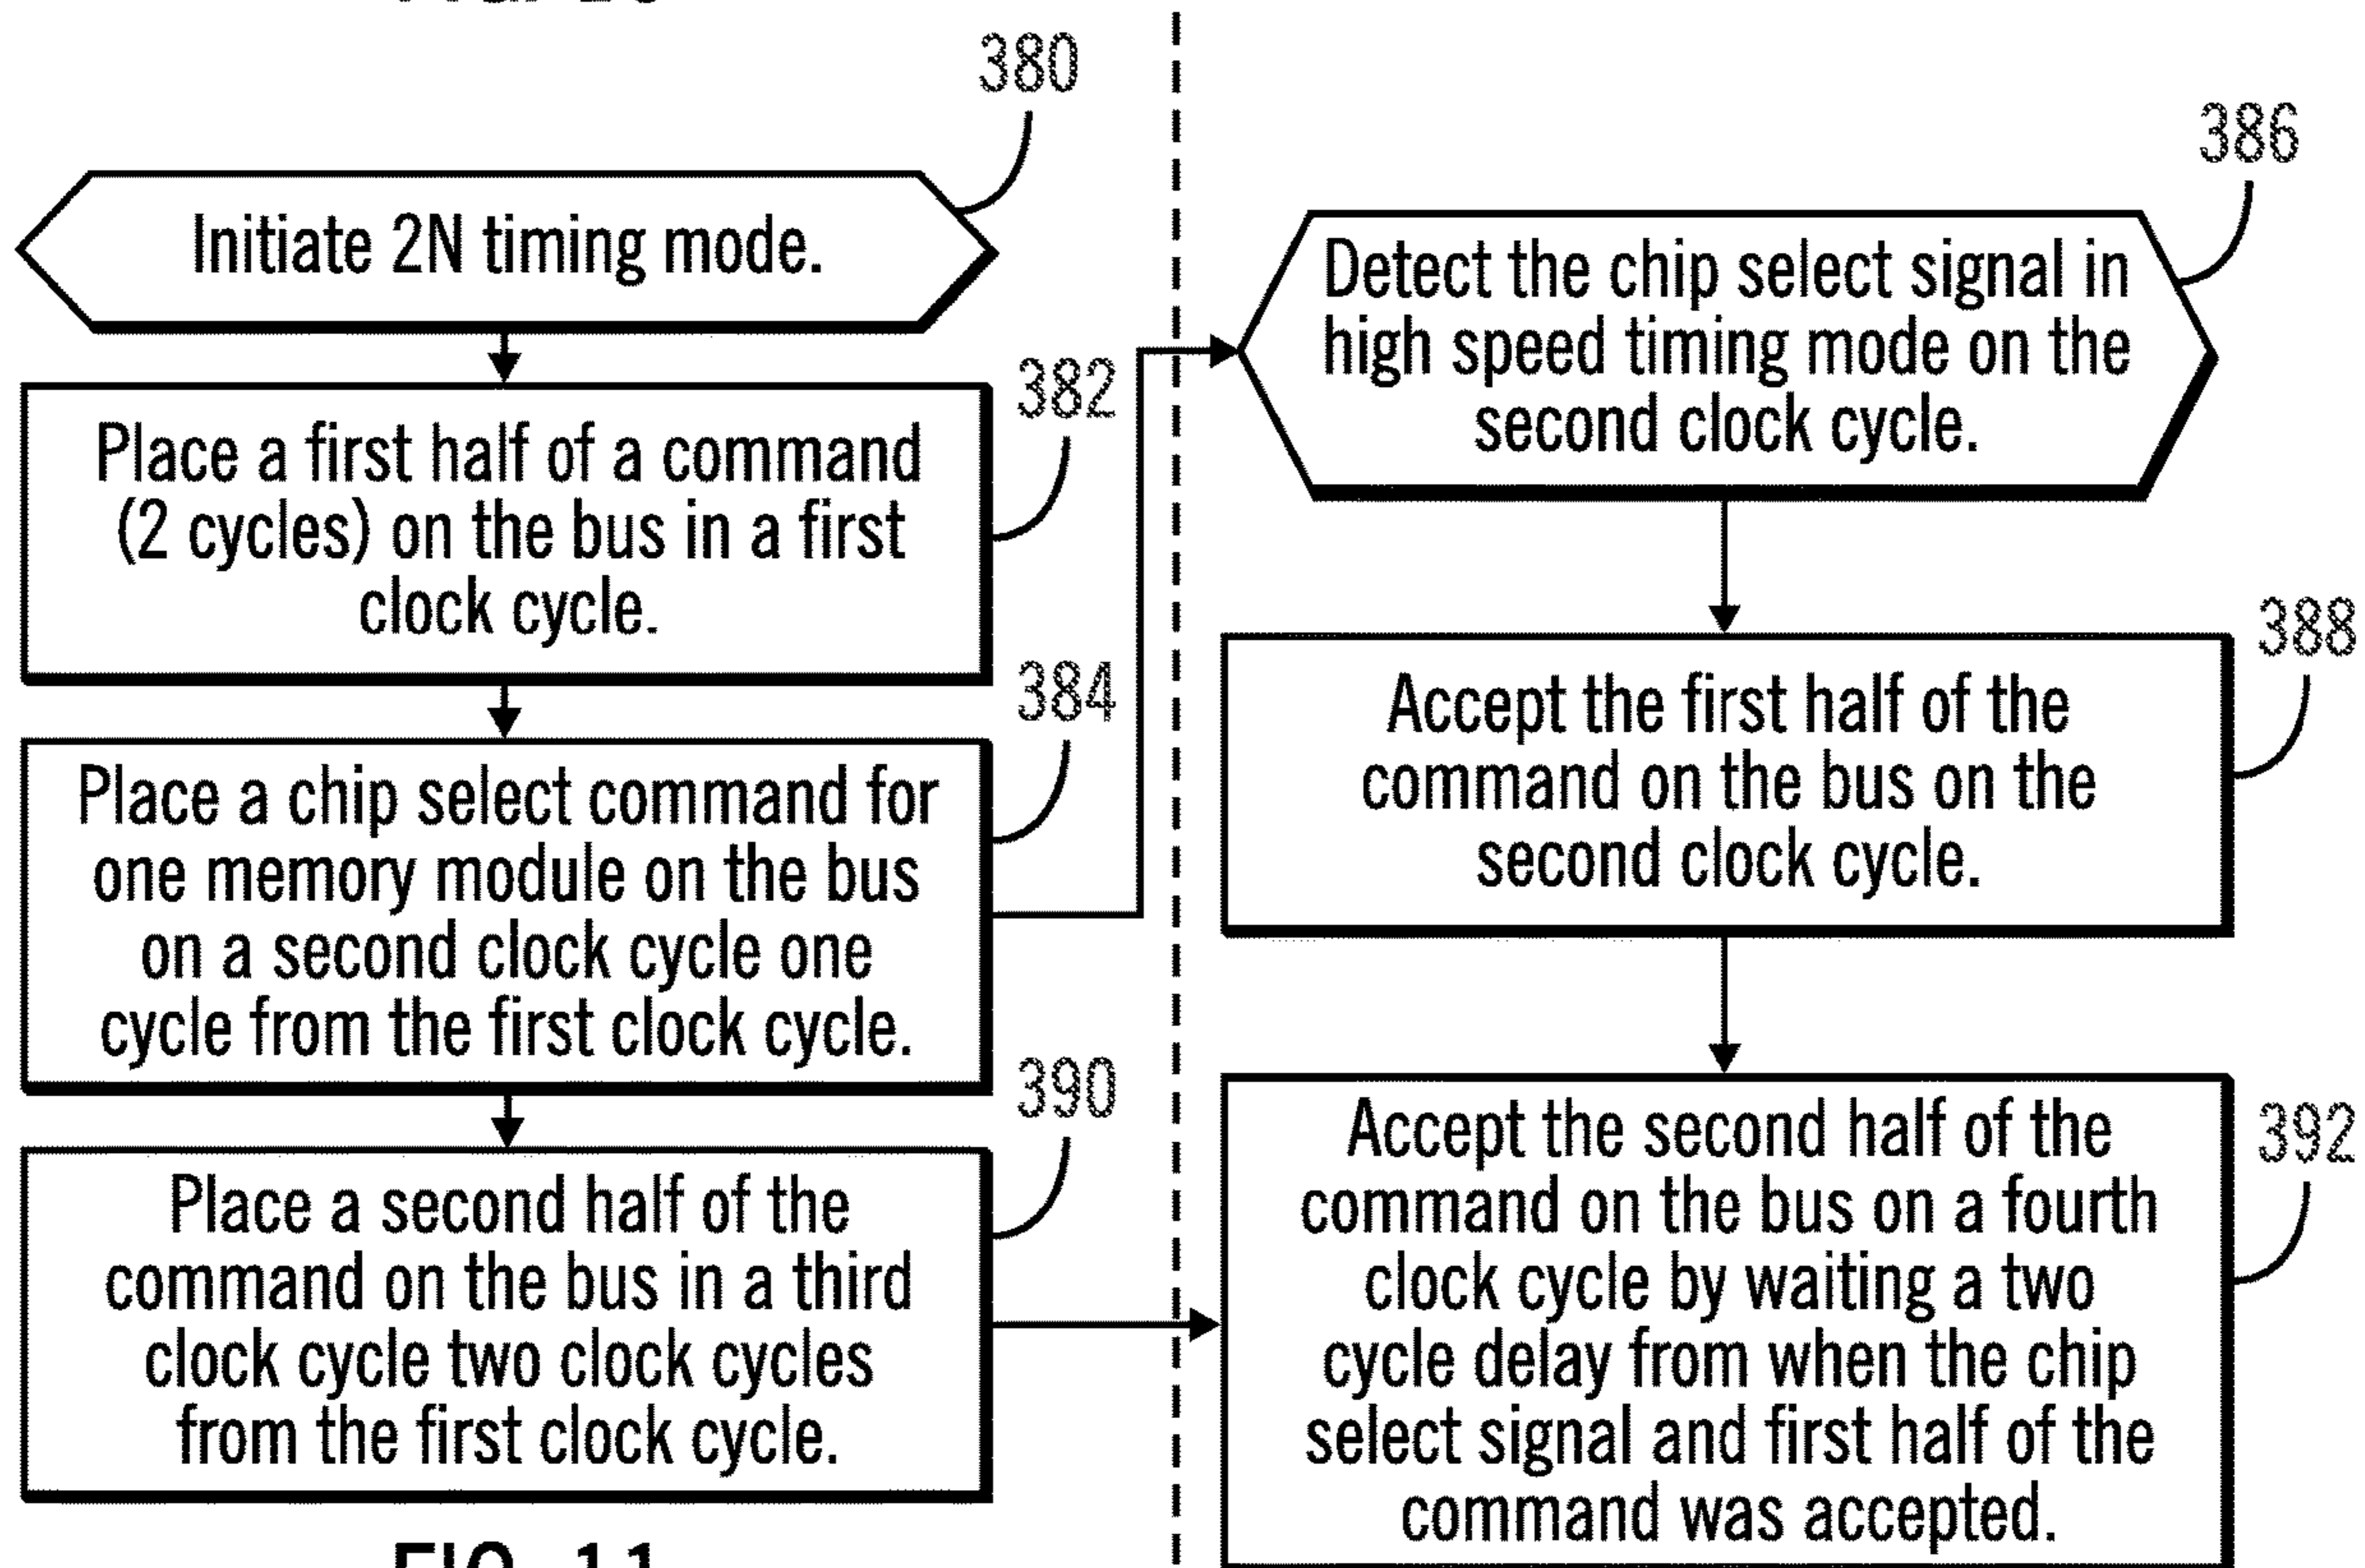 380
Initiate 2N timing mode.
382
Place a first half of a command
(2 cycles) on the bus in a first
clock cycle.
384
Place a chip select command for
one memory module on the bus
on a second clock cycle one
cycle from the first clock cycle.
390
Place a second half of the
command on the bus in a third
clock cycle two clock cycles
from the first clock cycle.
386
Detect the chip select signal in
high speed timing mode on the
second clock cycle.
388
Accept the first half of the
command on the bus on the
second clock cycle.
392
Accept the second half of the
command on the bus on a fourth
clock cycle by waiting a two
cycle delay from when the chip
select signal and first half of the
command was accepted.
FIG. 11